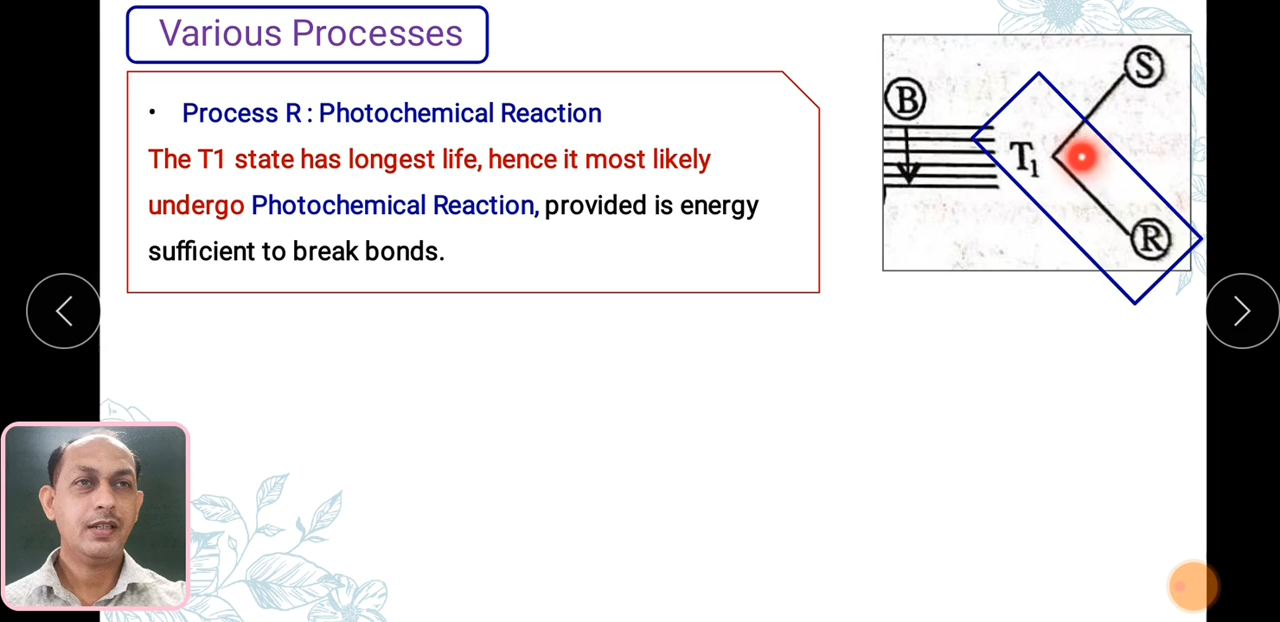 Various Processes
• Process R : Photochemical Reaction
The T1 state has longest life, hence it most likely
undergo Photochemical Reaction, provided is energy
sufficient to break bonds.
B
S
T₁
R